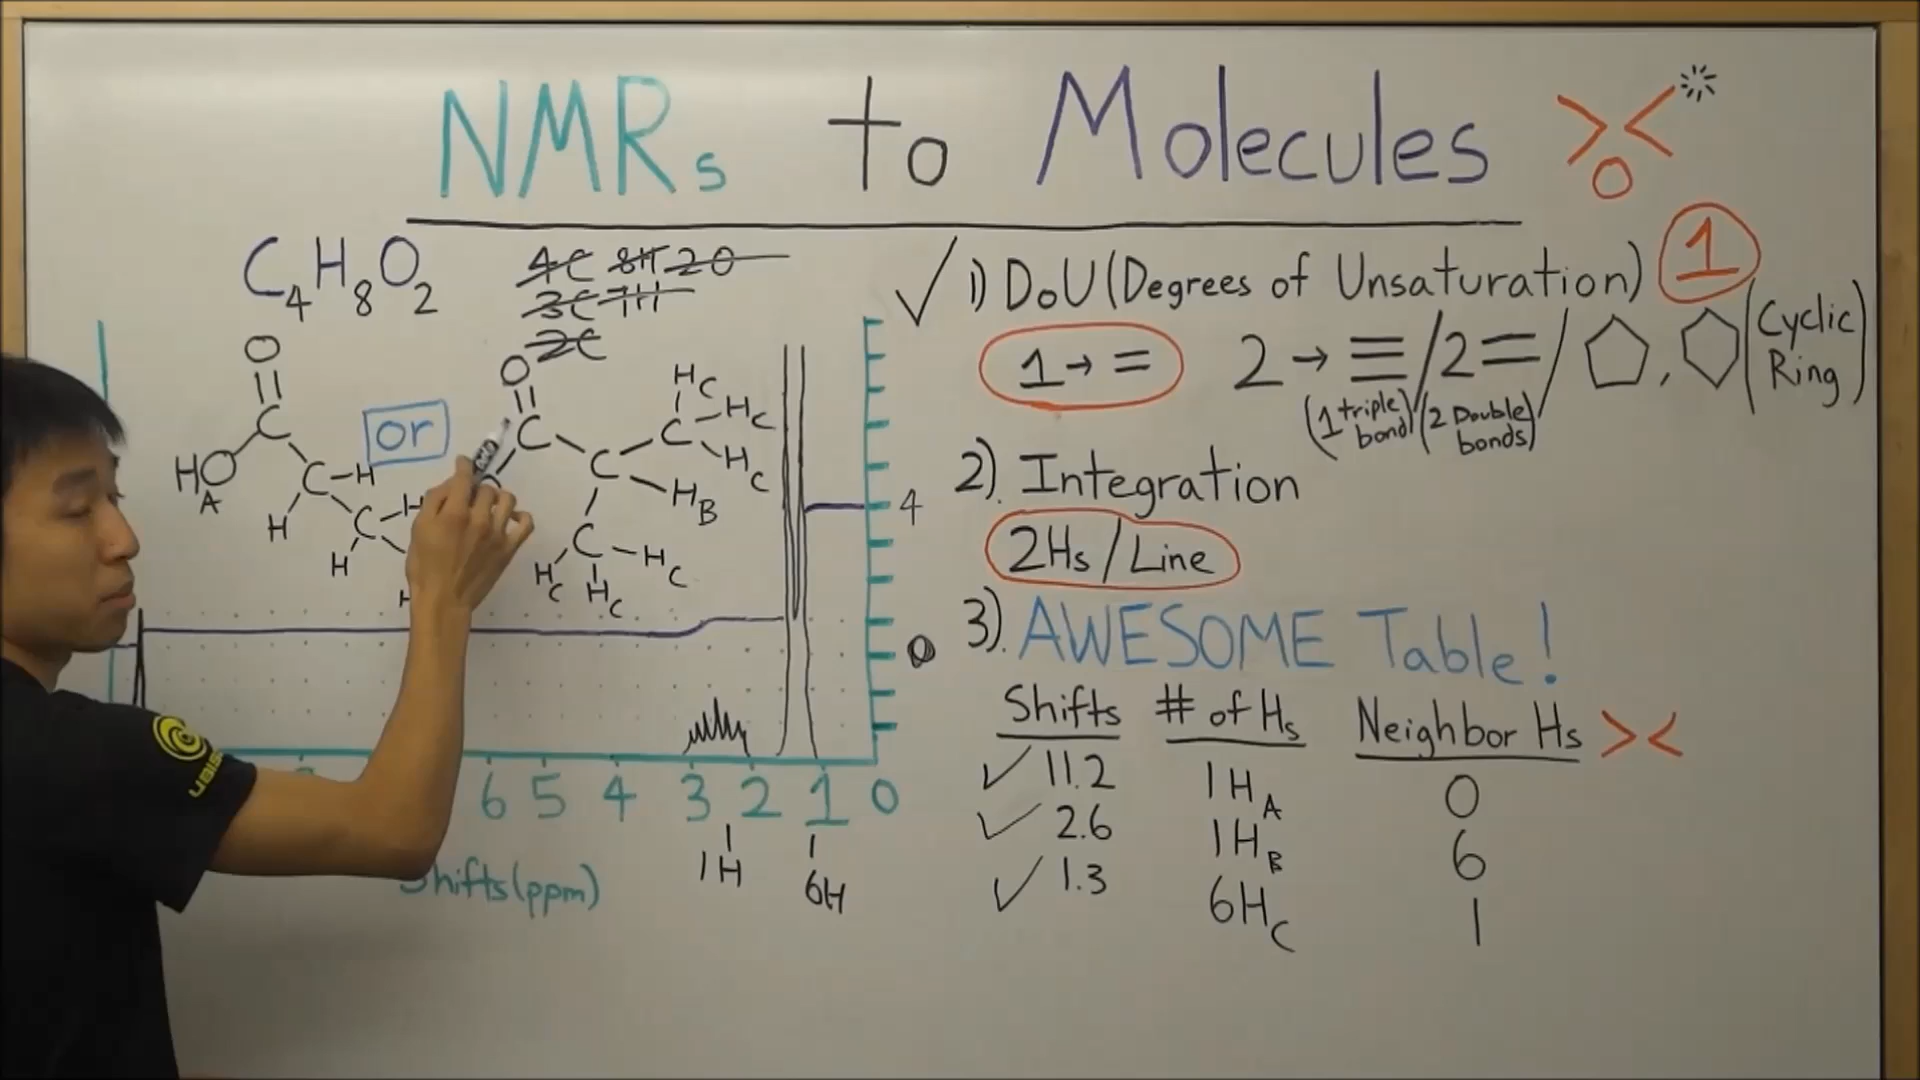 NMRs to Molecules
C4H8O2
4C 8H 2O
3C 7H
2C
O
C
HO
A
C-H
H
C-H
H
H
or
O
C
C
C
H C
H C
H C
H B
C
H C
H C
H C
4
0
6 5 4 3 2 1 0
1H
6H
Shifts (ppm)
UBIS
1) DoU (Degrees of Unsaturation) 1
1→= 2→≡/2=/ , (Cyclic Ring)
(1 triple bond) (2 Double bonds)
2). Integration
2Hs/Line
3). AWESOME Table!
Shifts # of Hs Neighbor Hs
11.2 1HA 0
2.6 1HB 6
1.3 6HC 1